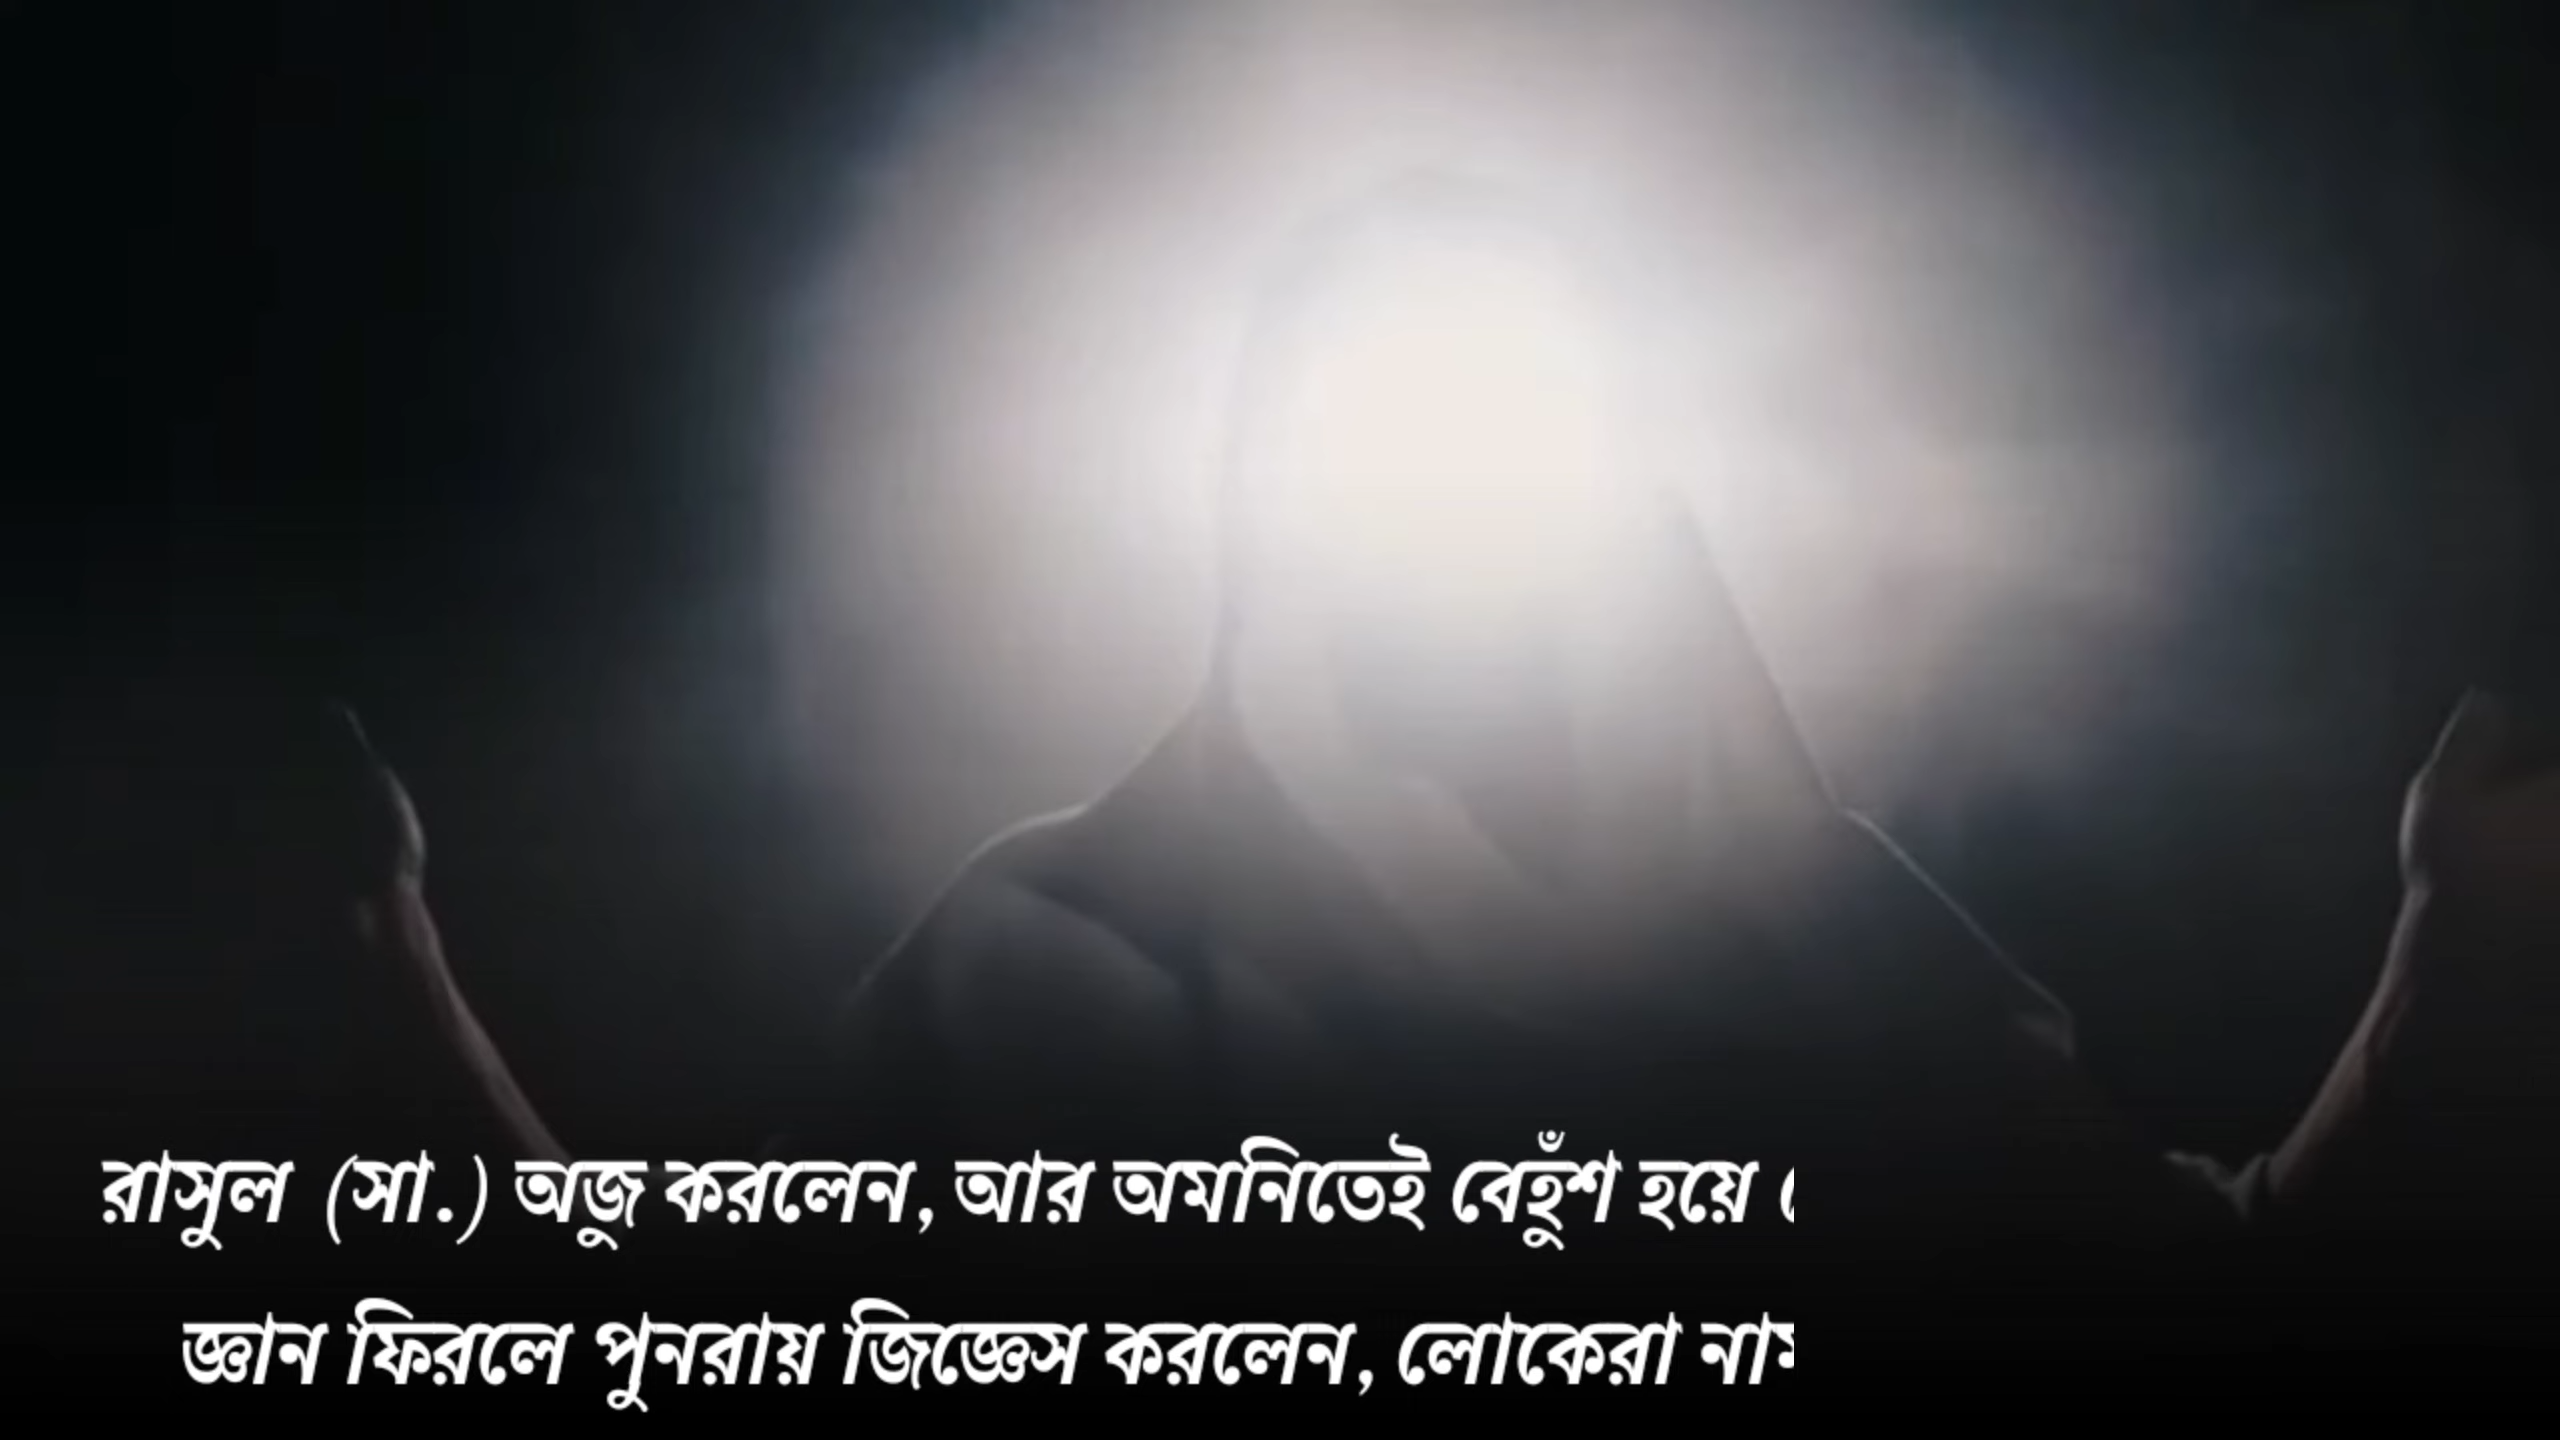 রাসুল (সা.) অজু করলেন, আর অমনিতেই বেহুঁশ হয়ে
জ্ঞান ফিরলে পুনরায় জিজ্ঞেস করলেন, লোকেরা